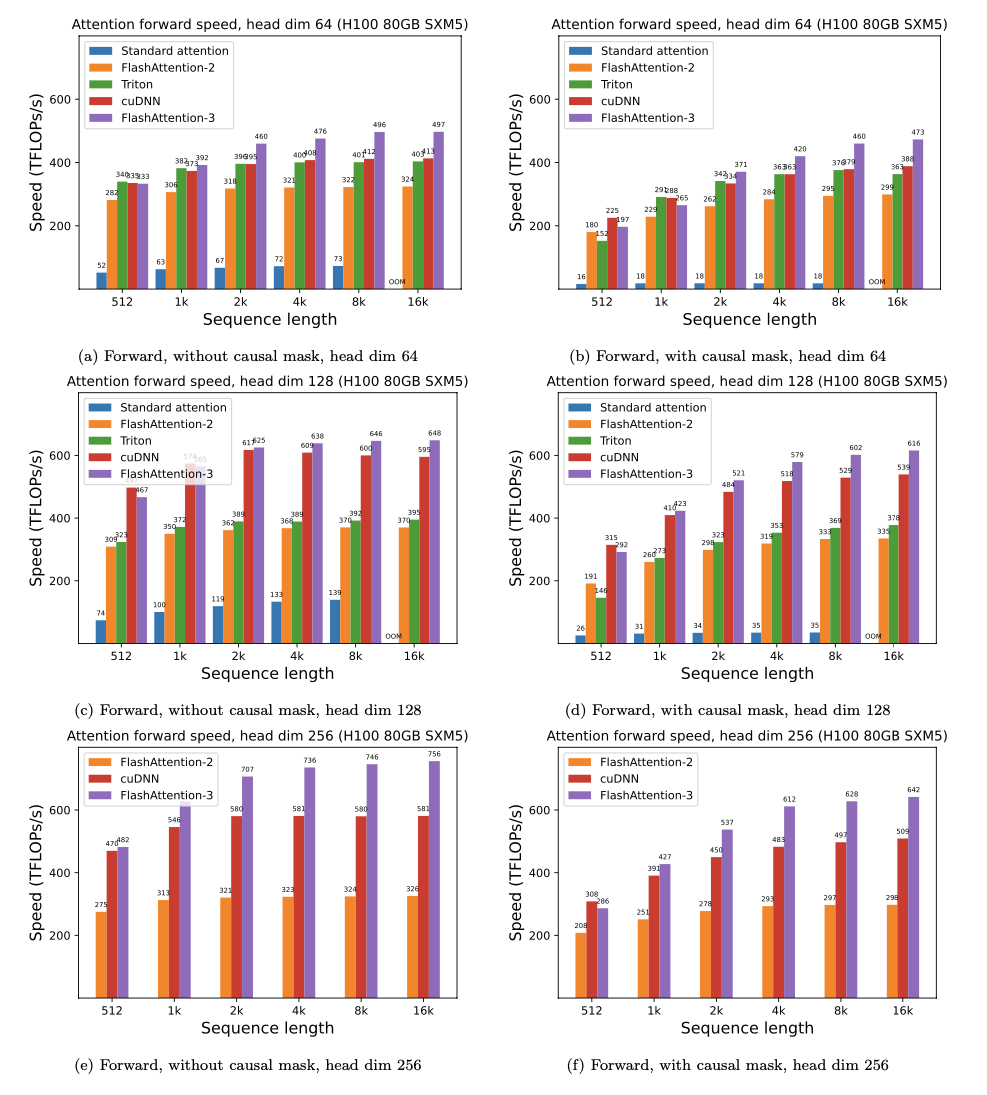 Attention forward speed, head dim 64 (H100 80GB SXM5)
Speed (TFLOPs/s)
Standard attention
FlashAttention-2
Triton
cuDNN
FlashAttention-3
600
400
200
52 282 340 335 333
63 306 382 373 392
67 318 396 395 460
72 321 400 408 476
73 322 401 412 496
OOM 324 403 413 497
512 1k 2k 4k 8k 16k
Sequence length
(a) Forward, without causal mask, head dim 64
Attention forward speed, head dim 64 (H100 80GB SXM5)
Speed (TFLOPs/s)
Standard attention
FlashAttention-2
Triton
cuDNN
FlashAttention-3
600
400
200
16 180 152 225 197
18 229 291 288 265
18 262 342 334 371
18 284 363 363 420
18 295 376 379 460
OOM 299 363 388 473
512 1k 2k 4k 8k 16k
Sequence length
(b) Forward, with causal mask, head dim 64
Attention forward speed, head dim 128 (H100 80GB SXM5)
Speed (TFLOPs/s)
Standard attention
FlashAttention-2
Triton
cuDNN
FlashAttention-3
600
400
200
74 309 323 467
100 350 372 574 565
119 362 389 617 625
133 368 389 609 638
139 370 392 600 646
OOM 370 395 595 648
512 1k 2k 4k 8k 16k
Sequence length
(c) Forward, without causal mask, head dim 128
Attention forward speed, head dim 128 (H100 80GB SXM5)
Speed (TFLOPs/s)
Standard attention
FlashAttention-2
Triton
cuDNN
FlashAttention-3
600
400
200
26 191 146 315 292
31 260 273 410 423
34 298 323 484 521
35 319 353 518 579
35 333 369 529 602
OOM 335 378 539 616
512 1k 2k 4k 8k 16k
Sequence length
(d) Forward, with causal mask, head dim 128
Attention forward speed, head dim 256 (H100 80GB SXM5)
Speed (TFLOPs/s)
FlashAttention-2
cuDNN
FlashAttention-3
600
400
200
275 470 482
313 546
321 580 707
323 581 736
324 580 746
326 581 756
512 1k 2k 4k 8k 16k
Sequence length
(e) Forward, without causal mask, head dim 256
Attention forward speed, head dim 256 (H100 80GB SXM5)
Speed (TFLOPs/s)
FlashAttention-2
cuDNN
FlashAttention-3
600
400
200
208 308 286
251 391 427
278 450 537
293 483 612
297 497 628
298 509 642
512 1k 2k 4k 8k 16k
Sequence length
(f) Forward, with causal mask, head dim 256